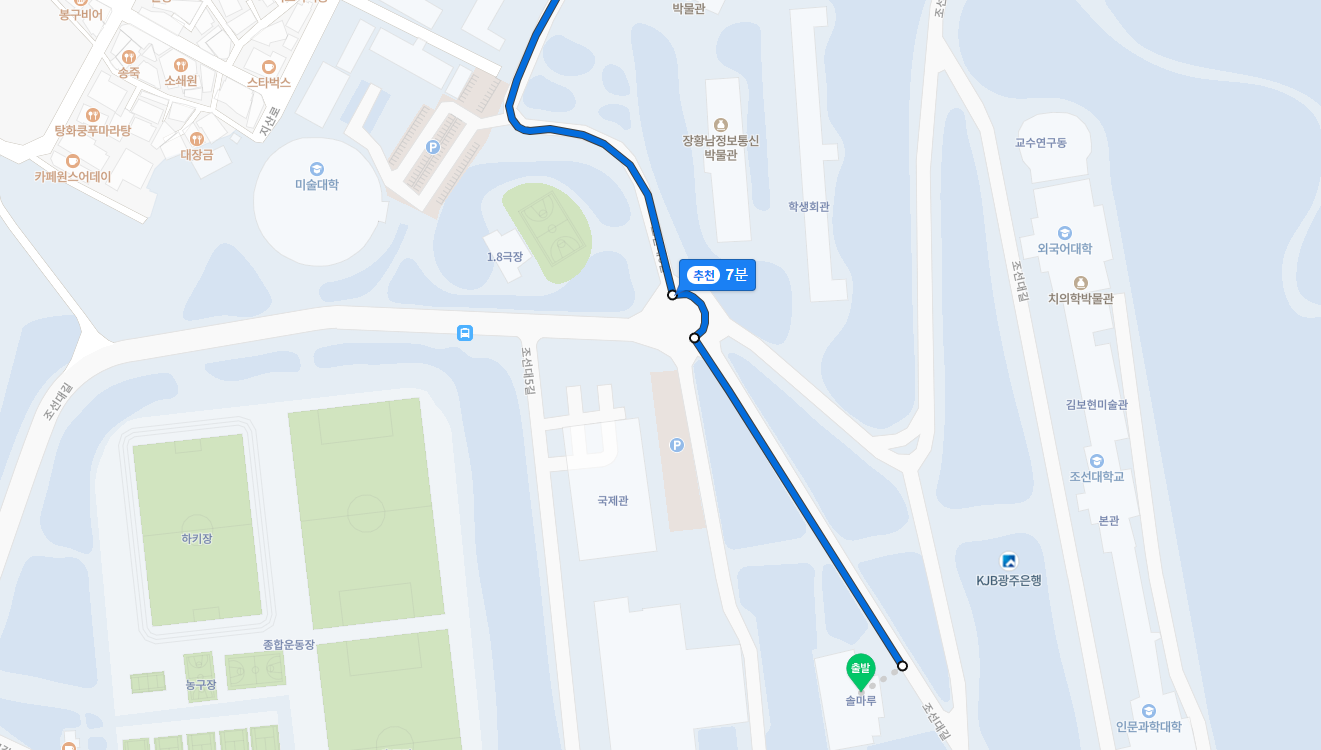 봉구비어
박물관
조선
송죽
소쇄원
스타벅스
지산로
탕화쿵푸마라탕
대장금
카페원스어데이
P
미술대학
장황남정보통신
박물관
교수연구동
학생회관
외국어대학
1.8극장
추천 7분
조선대길
치의학박물관
조선대5길
조선대길
김보현미술관
P
조선대학교
국제관
본관
하키장
KJB광주은행
종합운동장
출발
농구장
솔마루
조선대길
인문과학대학